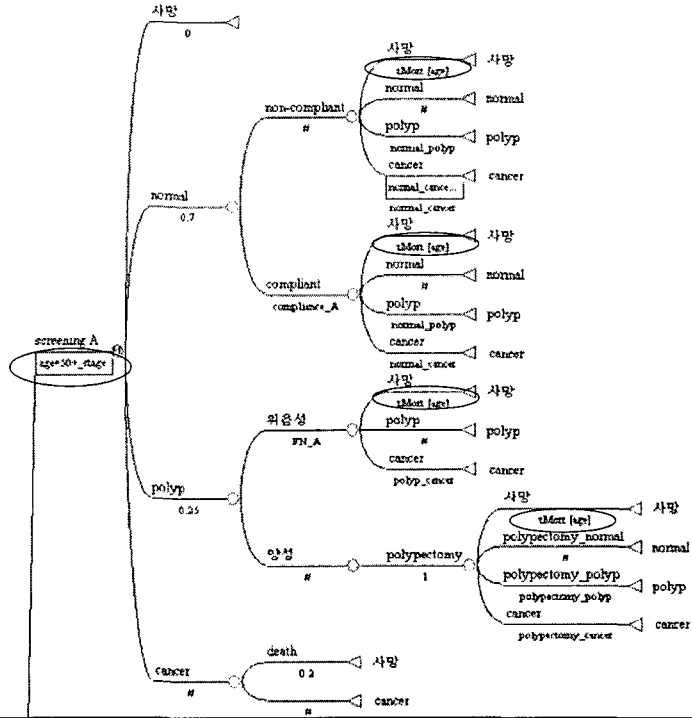 사망
0
사망
tMort [age]
사망
normal
#
normal
non-compliant
#
polyp
normal_polyp
polyp
cancer
normal_cance...
normal_cancer
cancer
normal
0.7
사망
tMort [age]
사망
normal
#
normal
compliant
compliance_A
polyp
normal_polyp
polyp
cancer
normal_cancer
cancer
screening A
age=50+_stage
사망
tMort [age]
사망
위음성
FN_A
polyp
#
polyp
cancer
polyp_cancer
cancer
polyp
0.25
사망
tMort [age]
사망
양성
#
polypectomy
1
polypectomy_normal
#
normal
polypectomy_polyp
polypectomy_polyp
polyp
cancer
polypectomy_cancer
cancer
cancer
#
death
0.2
사망
#
cancer